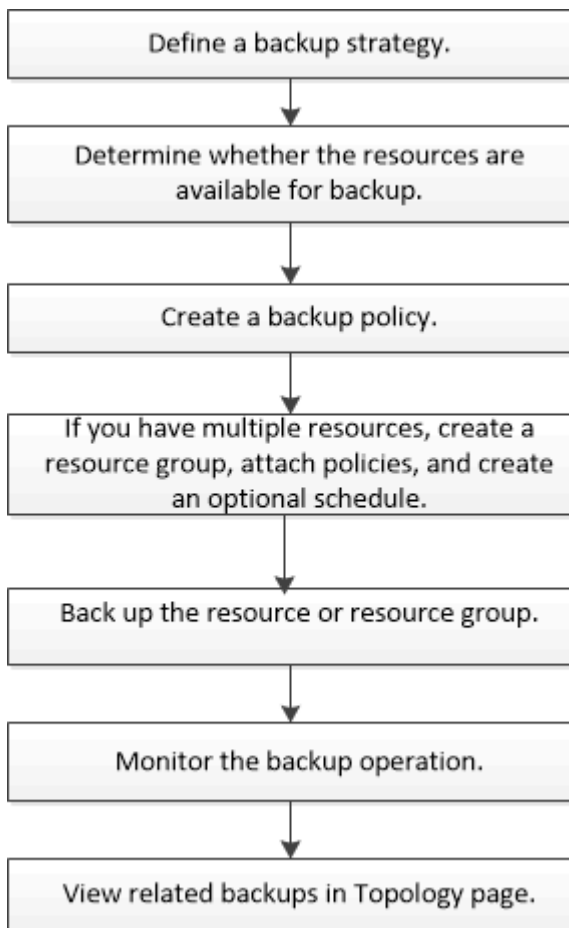 Define a backup strategy.
Determine whether the resources are
available for backup.
Create a backup policy.
If you have multiple resources, create a
resource group, attach policies, and create
an optional schedule.
Back up the resource or resource group.
Monitor the backup operation.
View related backups in Topology page.